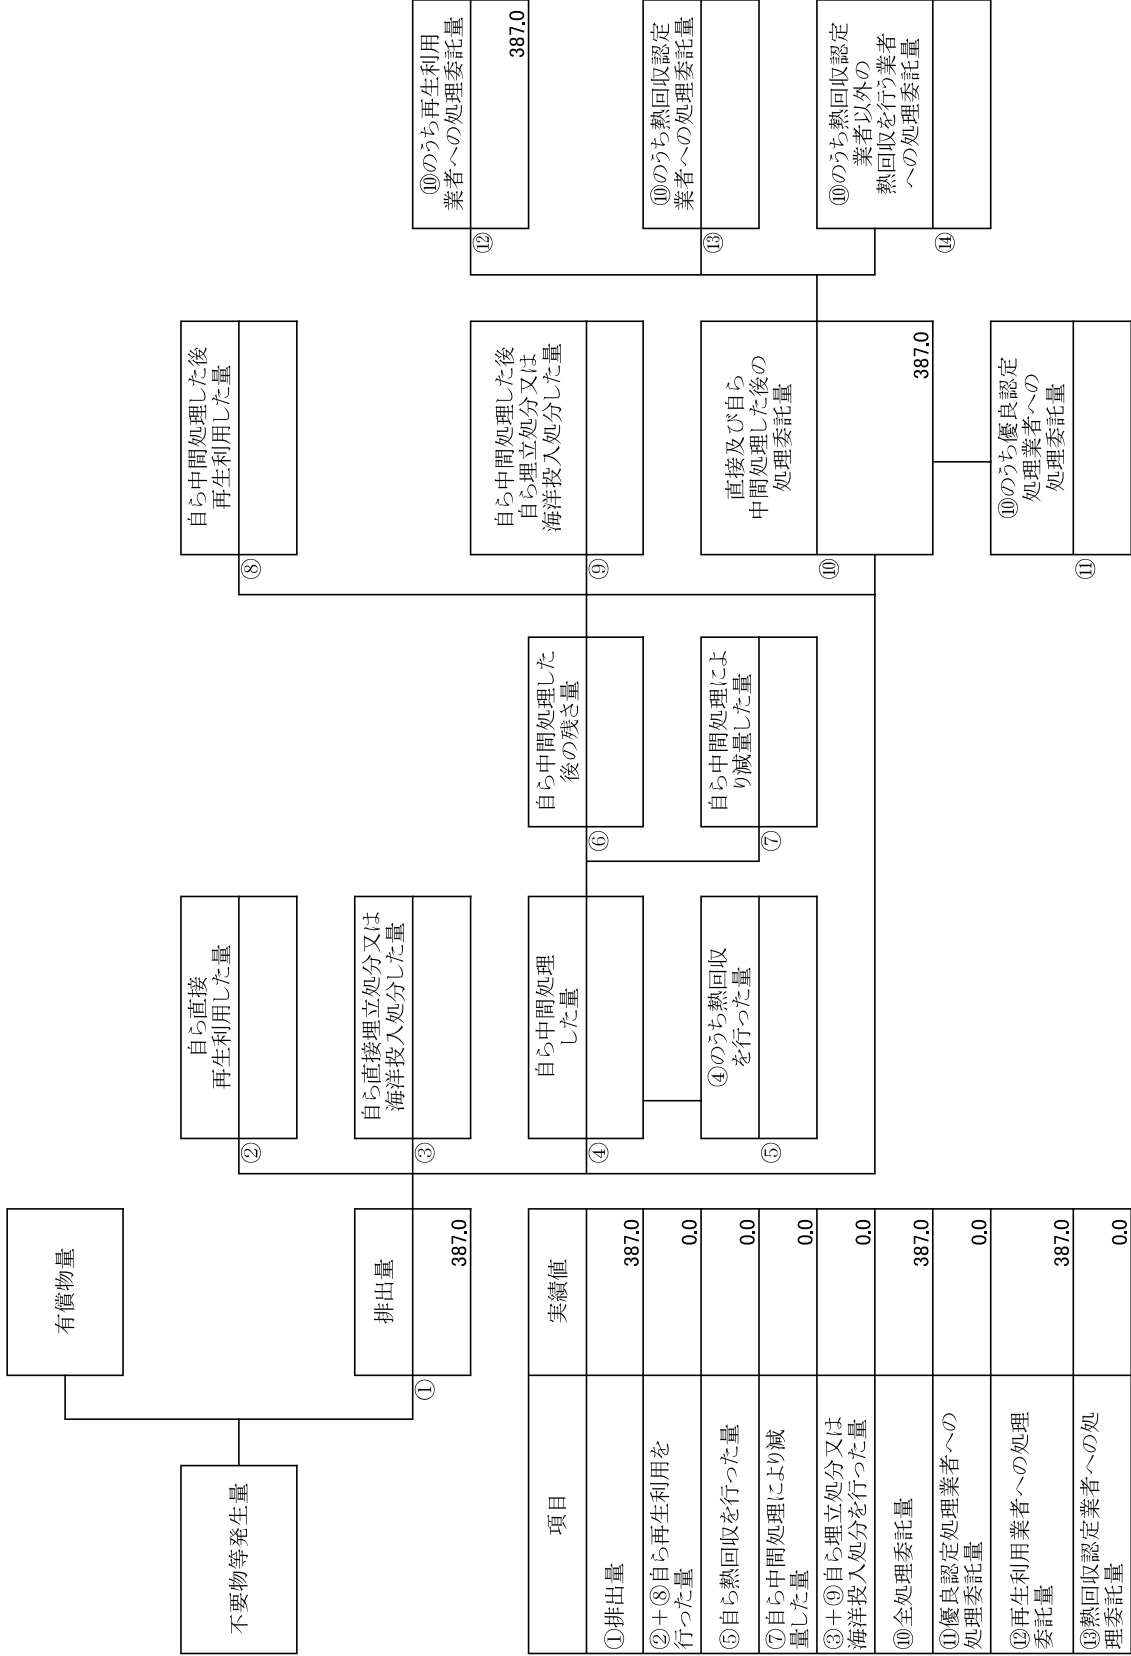 不要物等発生量
有償物量
①
排出量
387.0
②
自ら直接
再生利用した量
③
自ら直接埋立処分又は
海洋投入処分した量
④
自ら中間処理
した量
⑤
④のうち熱回収
を行った量
⑥
自ら中間処理した
後の残さ量
⑦
自ら中間処理によ
り減量した量
⑧
自ら中間処理した後
再生利用した量
⑨
自ら中間処理した後
自ら埋立処分又は
海洋投入処分した量
⑩
直接及び自ら
中間処理した後の
処理委託量
387.0
⑪
⑩のうち優良認定
処理業者への
処理委託量
⑫
⑩のうち再生利用
業者への処理委託量
387.0
⑬
⑩のうち熱回収認定
業者への処理委託量
⑭
⑩のうち熱回収認定
業者以外の
熱回収を行う業者
への処理委託量
項目 実績値
①排出量 387.0
②+⑧自ら再生利用を
行った量 0.0
⑤自ら熱回収を行った量 0.0
⑦自ら中間処理により減
量した量 0.0
③+⑨自ら埋立処分又は
海洋投入処分を行った量 0.0
⑩全処理委託量 387.0
⑪優良認定処理業者への
処理委託量 0.0
⑫再生利用業者への処理
委託量 387.0
⑬熱回収認定業者への処
理委託量 0.0